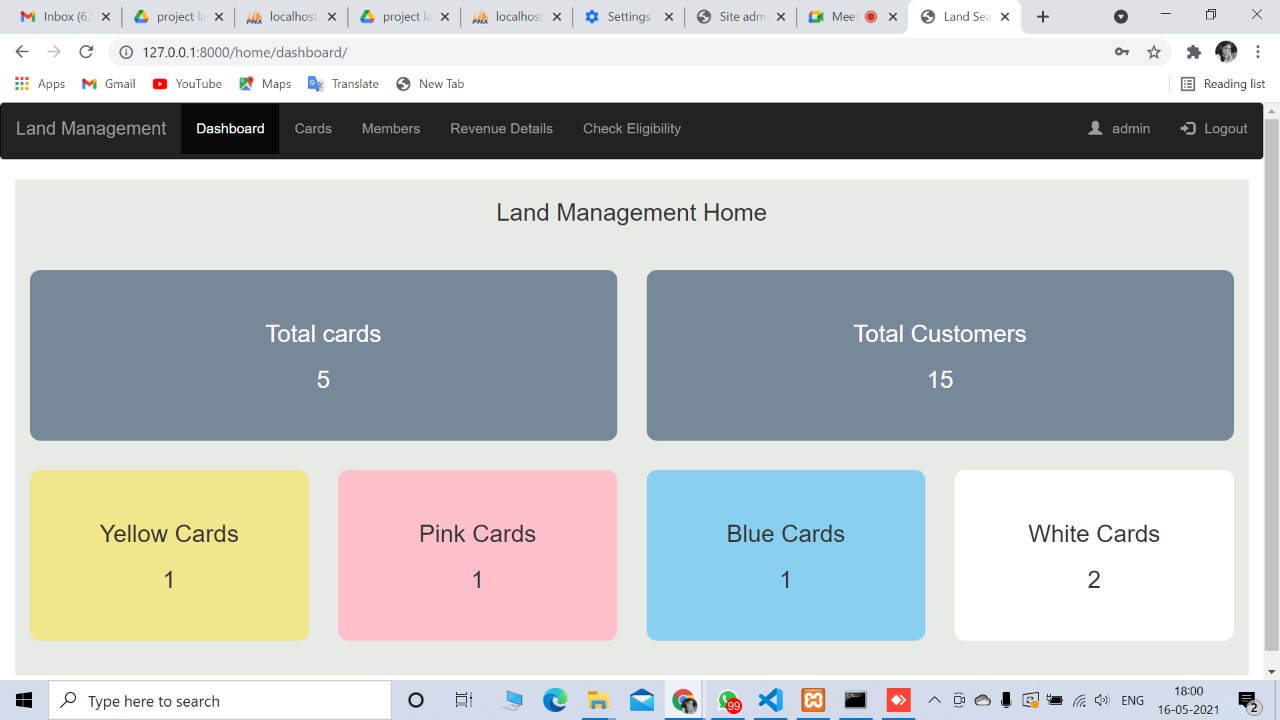 Inbox (6,
project la
localhost
project la
localhost
Settings
Site adm
Meet
Land Sea
127.0.0.1:8000/home/dashboard/
Apps Gmail YouTube Maps Translate New Tab Reading list
Land Management Dashboard Cards Members Revenue Details Check Eligibility admin Logout
Land Management Home
Total cards
5
Total Customers
15
Yellow Cards
1
Pink Cards
1
Blue Cards
1
White Cards
2
Type here to search
99
ENG
18:00
16-05-2021
2